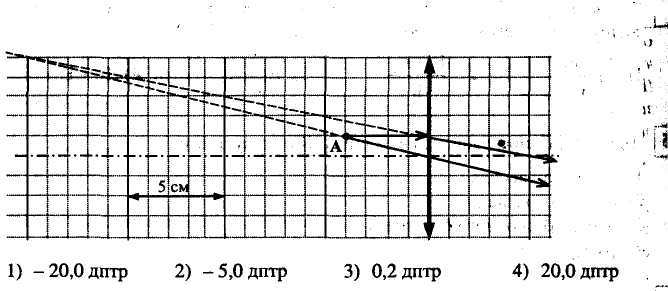 A
5 см
1) – 20,0 дптр 2) – 5,0 дптр 3) 0,2 дптр 4) 20,0 дптр